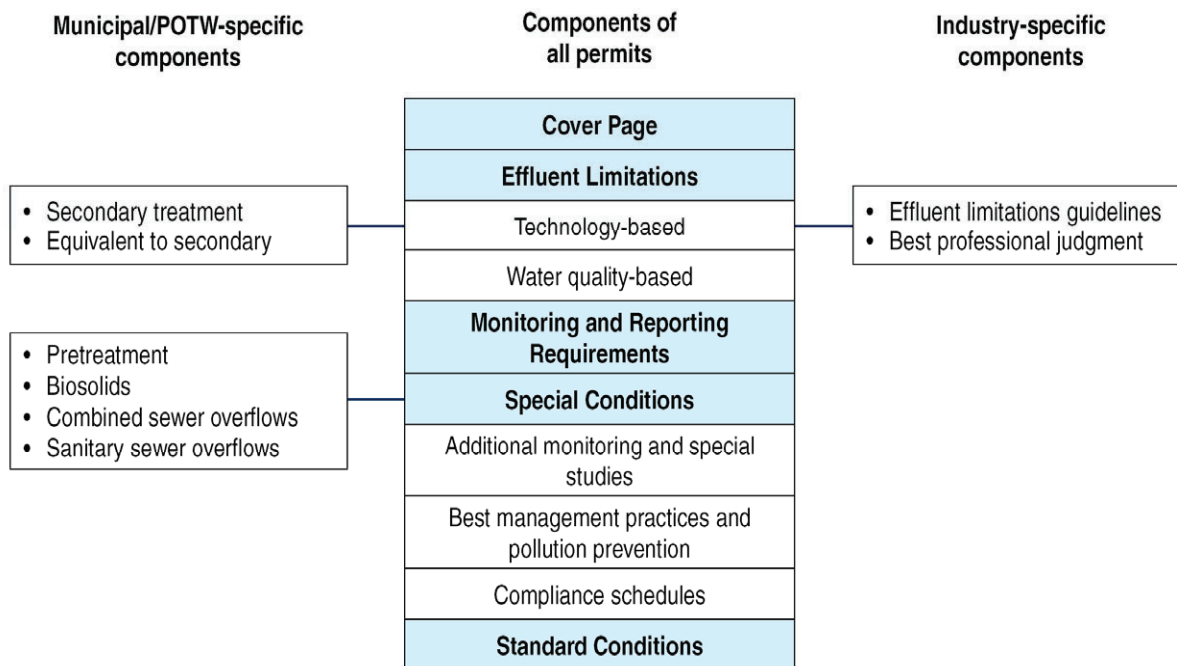 Municipal/POTW-specific
components
Components of
all permits
Industry-specific
components
Cover Page
Effluent Limitations
• Secondary treatment
• Equivalent to secondary
Technology-based
• Effluent limitations guidelines
• Best professional judgment
Water quality-based
Monitoring and Reporting
Requirements
• Pretreatment
• Biosolids
• Combined sewer overflows
• Sanitary sewer overflows
Special Conditions
Additional monitoring and special
studies
Best management practices and
pollution prevention
Compliance schedules
Standard Conditions